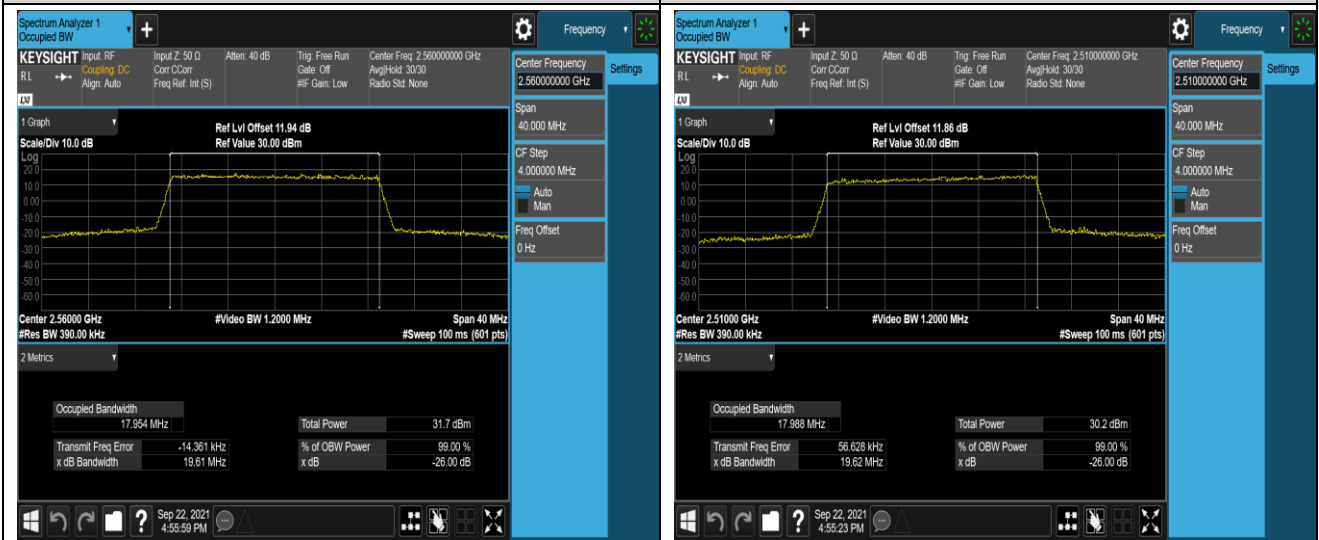 Spectrum Analyzer 1
Occupied BW
+
Frequency
KEYSIGHT Input: RF Input Z: 50 Ω Atten: 40 dB Trig: Free Run Center Freq: 2.560000000 GHz
R L Coupling: DC Corr CCorr Gate: Off Avg|Hold: 30/30
Align: Auto Freq Ref: Int (S) #IF Gain: Low Radio Std: None
LXI
Center Frequency
2.560000000 GHz
Settings
Span
40.000 MHz
CF Step
4.000000 MHz
Auto
Man
Freq Offset
0 Hz
1 Graph
Ref Lvl Offset 11.94 dB
Scale/Div 10.0 dB Ref Value 30.00 dBm
Log
20.0
10.0
0.00
-10.0
-20.0
-30.0
-40.0
-50.0
-60.0
Center 2.56000 GHz #Video BW 1.2000 MHz Span 40 MHz
#Res BW 390.00 kHz #Sweep 100 ms (601 pts)
2 Metrics
Occupied Bandwidth
17.954 MHz Total Power 31.7 dBm
Transmit Freq Error -14.361 kHz % of OBW Power 99.00 %
x dB Bandwidth 19.61 MHz x dB -26.00 dB
? Sep 22, 2021
4:55:59 PM
Spectrum Analyzer 1
Occupied BW
+
Frequency
KEYSIGHT Input: RF Input Z: 50 Ω Atten: 40 dB Trig: Free Run Center Freq: 2.510000000 GHz
R L Coupling: DC Corr CCorr Gate: Off Avg|Hold: 30/30
Align: Auto Freq Ref: Int (S) #IF Gain: Low Radio Std: None
LXI
Center Frequency
2.510000000 GHz
Settings
Span
40.000 MHz
CF Step
4.000000 MHz
Auto
Man
Freq Offset
0 Hz
1 Graph
Ref Lvl Offset 11.86 dB
Scale/Div 10.0 dB Ref Value 30.00 dBm
Log
20.0
10.0
0.00
-10.0
-20.0
-30.0
-40.0
-50.0
-60.0
Center 2.51000 GHz #Video BW 1.2000 MHz Span 40 MHz
#Res BW 390.00 kHz #Sweep 100 ms (601 pts)
2 Metrics
Occupied Bandwidth
17.988 MHz Total Power 30.2 dBm
Transmit Freq Error 56.628 kHz % of OBW Power 99.00 %
x dB Bandwidth 19.62 MHz x dB -26.00 dB
? Sep 22, 2021
4:55:23 PM